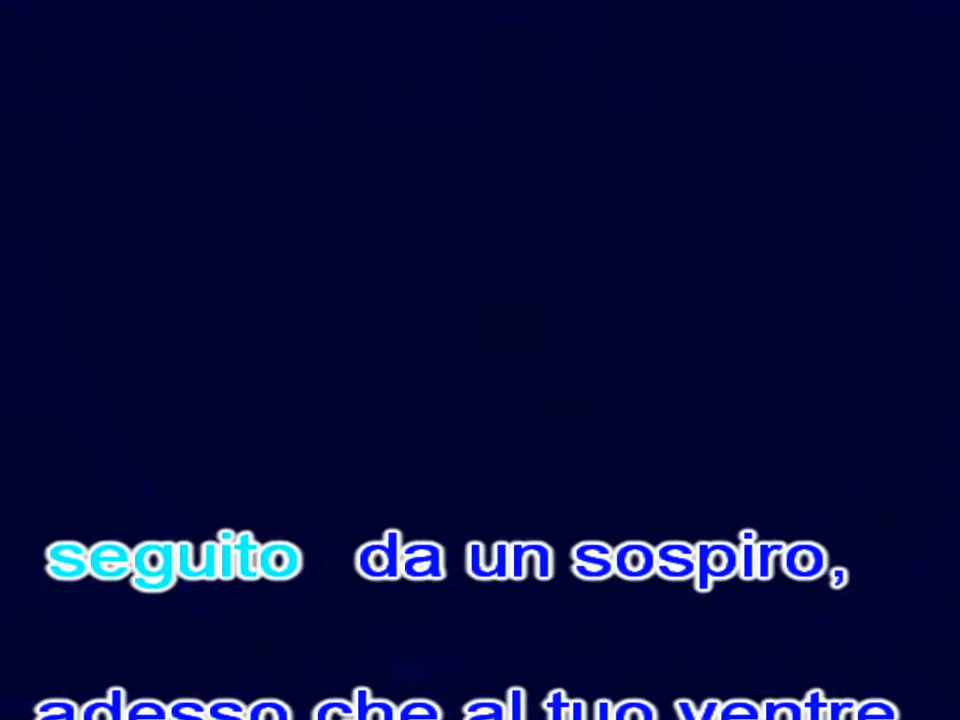 seguito da un sospiro,
adesso che al tuo ventre